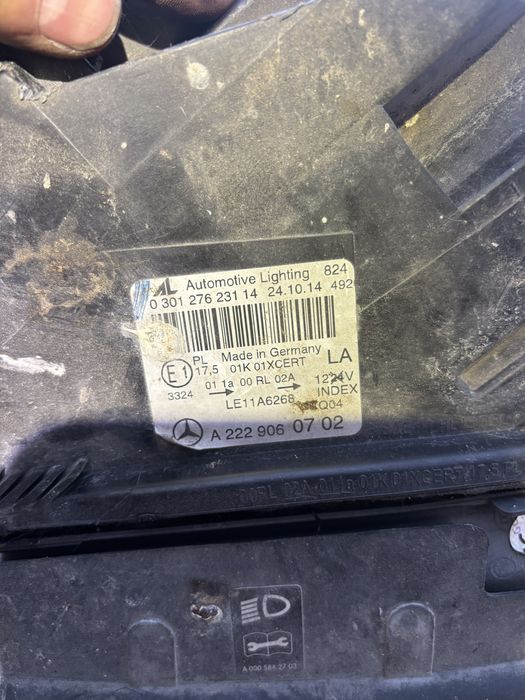 AL Automotive Lighting 824
0 301 276 231 14 24.10.14 492
PL Made in Germany LA
E1 17,5 01K 01XCERT
3324 01 1a 00 RL 02A 1224V
INDEX
LE11A6268 Q04
A 222 906 07 02
A 000 584 27 03